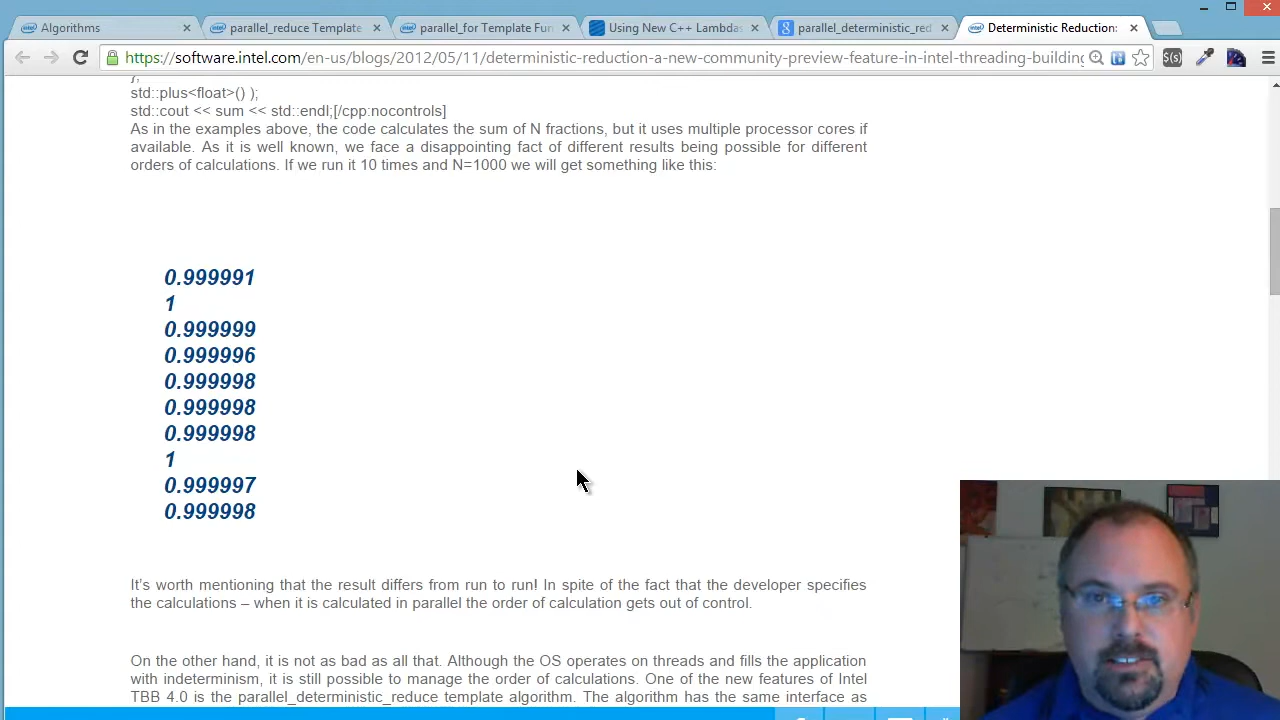 Algorithms
parallel_reduce Template
parallel_for Template Fun
Using New C++ Lambdas
parallel_deterministic_red
Deterministic Reduction:
https://software.intel.com/en-us/blogs/2012/05/11/deterministic-reduction-a-new-community-preview-feature-in-intel-threading-building
S(s)
std::plus<float>() );
std::cout << sum << std::endl;[/cpp:nocontrols]
As in the examples above, the code calculates the sum of N fractions, but it uses multiple processor cores if
available. As it is well known, we face a disappointing fact of different results being possible for different
orders of calculations. If we run it 10 times and N=1000 we will get something like this:
0.999991
1
0.999999
0.999996
0.999998
0.999998
0.999998
1
0.999997
0.999998
It's worth mentioning that the result differs from run to run! In spite of the fact that the developer specifies
the calculations – when it is calculated in parallel the order of calculation gets out of control.
On the other hand, it is not as bad as all that. Although the OS operates on threads and fills the application
with indeterminism, it is still possible to manage the order of calculations. One of the new features of Intel
TBB 4.0 is the parallel_deterministic_reduce template algorithm. The algorithm has the same interface as